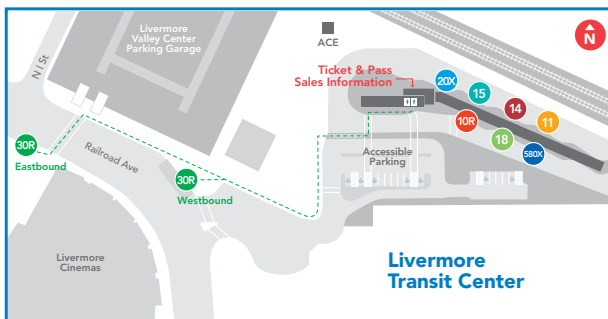 Livermore
Valley Center
Parking Garage
ACE
N
N I St
Ticket & Pass
Sales Information
20X
15
14
11
10R
18
580X
30R
Eastbound
Railroad Ave
30R
Westbound
Accessible
Parking
Livermore
Cinemas
Livermore
Transit Center